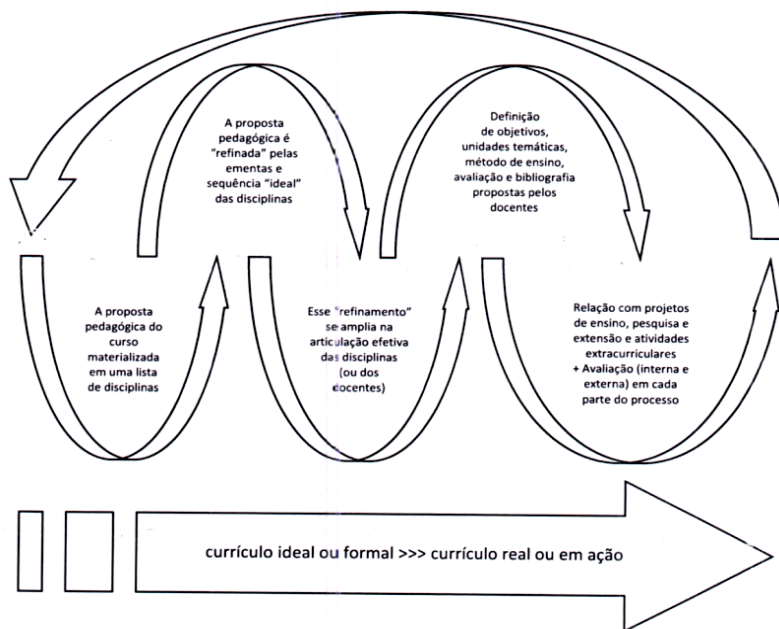 A proposta
pedagógica é
"refinada" pelas
ementas e
sequência "ideal"
das disciplinas
Definição
de objetivos,
unidades temáticas,
método de ensino,
avaliação e bibliografia
propostas pelos
docentes
A proposta
pedagógica do
curso
materializada
em uma lista
de disciplinas
Esse "refinamento"
se amplia na
articulação efetiva
das disciplinas
(ou dos
docentes)
Relação com projetos
de ensino, pesquisa e
extensão e atividades
extracurriculares
+ Avaliação (interna e
externa) em cada
parte do processo
currículo ideal ou formal >>> currículo real ou em ação